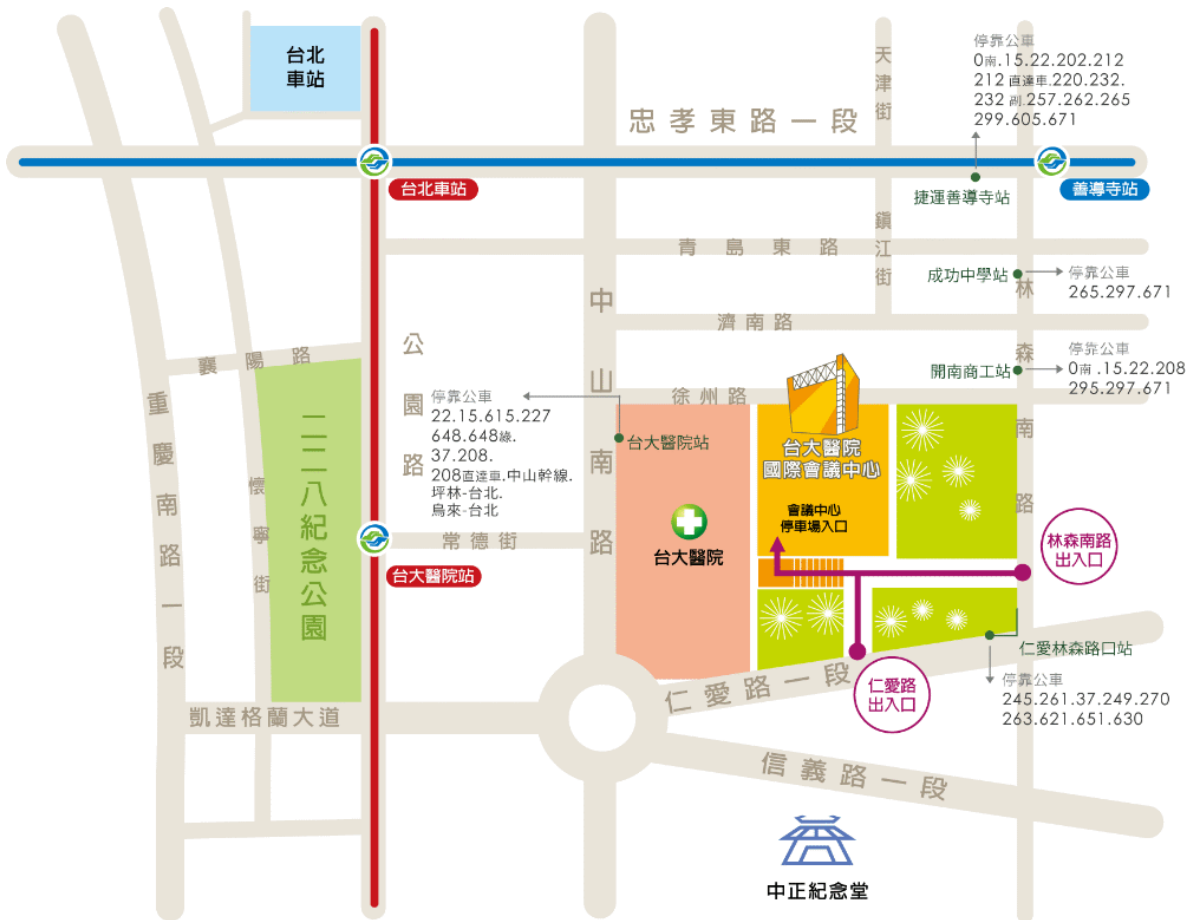 台北
車站
天津街
停靠公車
0南.15.22.202.212
212 直達車.220.232.
232 副.257.262.265
299.605.671
忠孝東路一段
台北車站
捷運善導寺站
善導寺站
鎮江街
青島東路
成功中學站
停靠公車
265.297.671
濟南路
中山南路
林森南路
公園路
襄陽路
停靠公車
0南.15.22.208
295.297.671
開南商工站
徐州路
停靠公車
22.15.615.227
648.648綠.
37.208.
208直達車.中山幹線.
坪林-台北.
烏來-台北
台大醫院站
台大醫院
國際會議中心
會議中心
停車場入口
重慶南路一段
懷寧街
二二八紀念公園
常德街
台大醫院站
台大醫院
林森南路
出入口
仁愛林森路口站
停靠公車
245.261.37.249.270
263.621.651.630
仁愛路一段
仁愛路
出入口
凱達格蘭大道
信義路一段
中正紀念堂